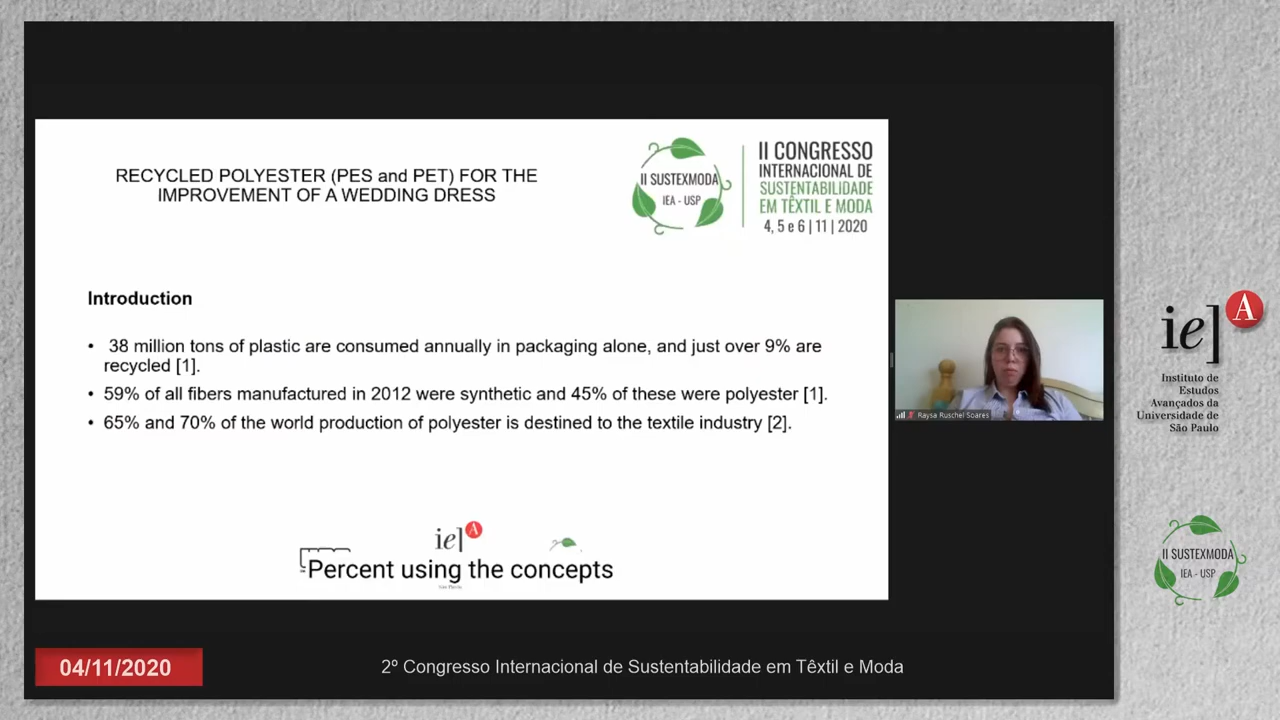 RECYCLED POLYESTER (PES and PET) FOR THE
IMPROVEMENT OF A WEDDING DRESS
II SUSTEXMODA
IEA - USP
II CONGRESSO
INTERNACIONAL DE
SUSTENTABILIDADE
EM TÊXTIL E MODA
4, 5 e 6 | 11 | 2020
Introduction
• 38 million tons of plastic are consumed annually in packaging alone, and just over 9% are
recycled [1].
• 59% of all fibers manufactured in 2012 were synthetic and 45% of these were polyester [1].
• 65% and 70% of the world production of polyester is destined to the textile industry [2].
ie] A
Percent using the concepts
Raysa Ruschel Soares
ie] A
Instituto de
Estudos
Avançados da
Universidade de
São Paulo
II SUSTEXMODA
IEA - USP
04/11/2020
2º Congresso Internacional de Sustentabilidade em Têxtil e Moda